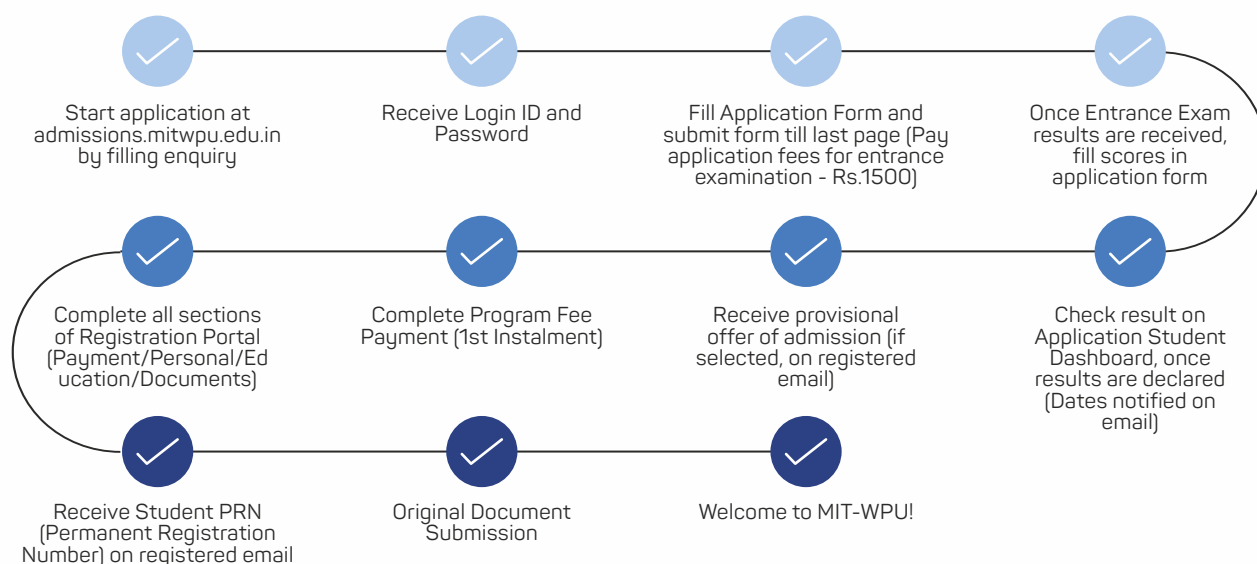 Start application at
admissions.mitwpu.edu.in
by filling enquiry
Receive Login ID and
Password
Fill Application Form and
submit form till last page (Pay
application fees for entrance
examination - Rs.1500)
Once Entrance Exam
results are received,
fill scores in
application form
Check result on
Application Student
Dashboard, once
results are declared
(Dates notified on
email)
Receive provisional
offer of admission (if
selected, on registered
email)
Complete Program Fee
Payment (1st Instalment)
Complete all sections
of Registration Portal
(Payment/Personal/Ed
ucation/Documents)
Receive Student PRN
(Permanent Registration
Number) on registered email
Original Document
Submission
Welcome to MIT-WPU!